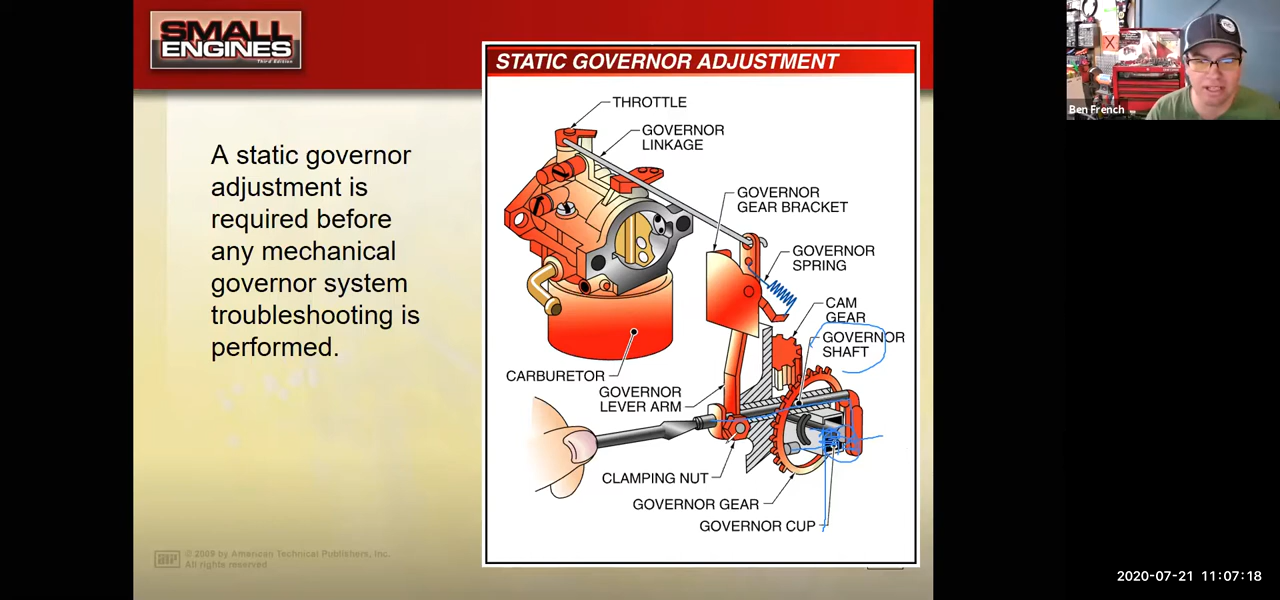 SMALL
ENGINES
Third Edition
STATIC GOVERNOR ADJUSTMENT
A static governor
adjustment is
required before
any mechanical
governor system
troubleshooting is
performed.
THROTTLE
GOVERNOR
LINKAGE
GOVERNOR
GEAR BRACKET
GOVERNOR
SPRING
CAM
GEAR
GOVERNOR
SHAFT
CARBURETOR
GOVERNOR
LEVER ARM
CLAMPING NUT
GOVERNOR GEAR
GOVERNOR CUP
© 2009 by American Technical Publishers, Inc.
All rights reserved
Ben French
2020-07-21 11:07:18